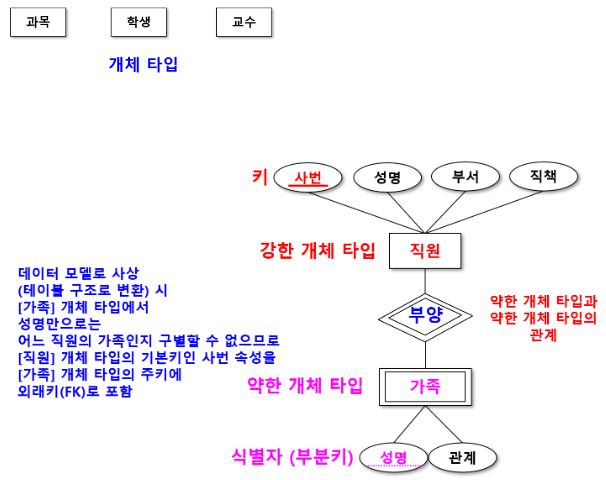 과목
학생
교수
개체 타입
키
사번
성명
부서
직책
강한 개체 타입
직원
데이터 모델로 사상
(테이블 구조로 변환) 시
[가족] 개체 타입에서
성명만으로는
어느 직원의 가족인지 구별할 수 없으므로
[직원] 개체 타입의 기본키인 사번 속성을
[가족] 개체 타입의 주키에
외래키(FK)로 포함
부양
약한 개체 타입과
약한 개체 타입의
관계
약한 개체 타입
가족
식별자 (부분키)
성명
관계